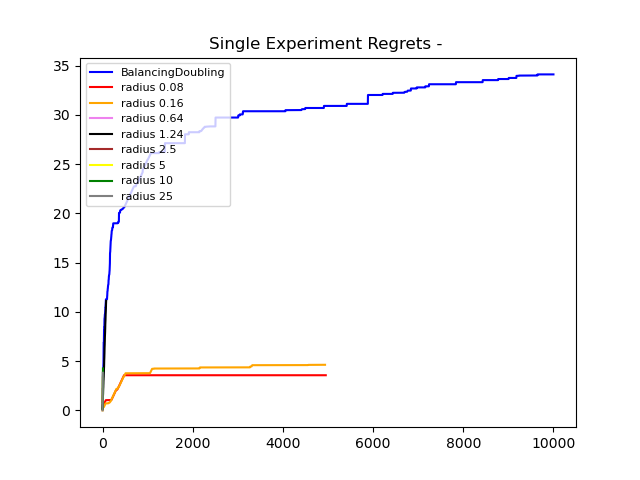 Single Experiment Regrets -
BalancingDoubling
radius 0.08
radius 0.16
radius 0.64
radius 1.24
radius 2.5
radius 5
radius 10
radius 25
35
30
25
20
15
10
5
0
0 2000 4000 6000 8000 10000